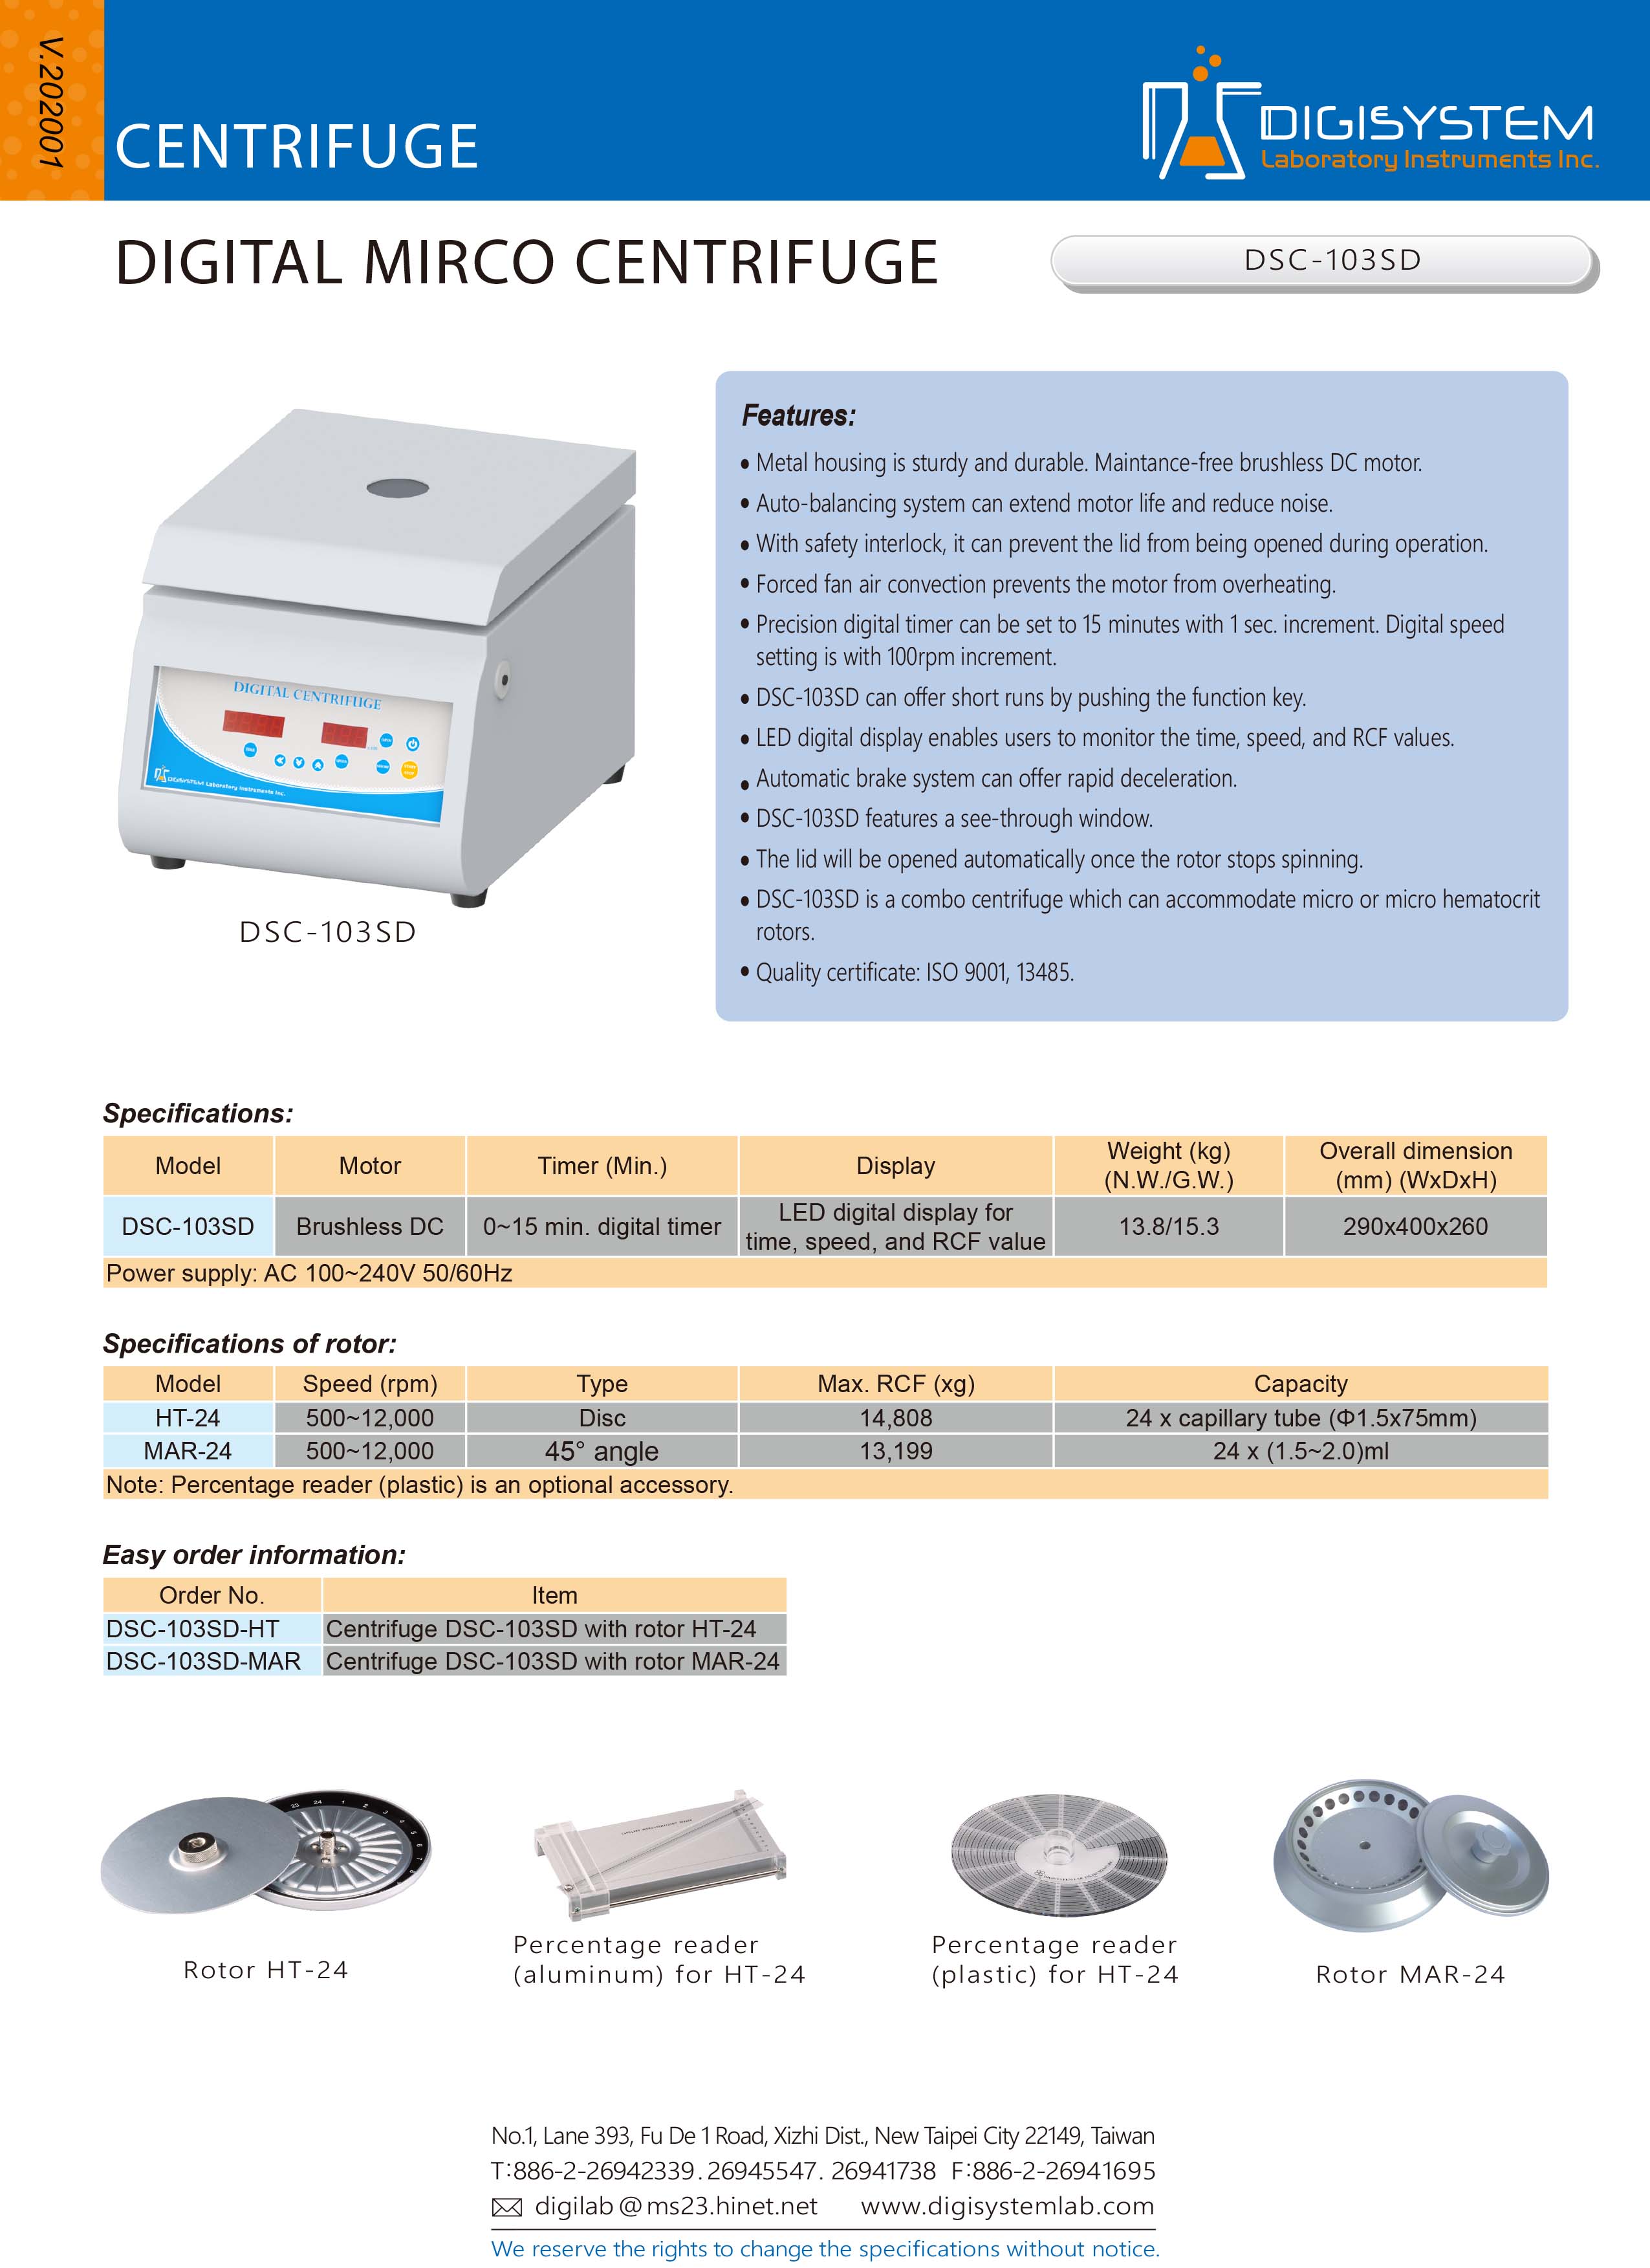 V.202001
CENTRIFUGE
DIGISYSTEM
Laboratory Instruments Inc.
DIGITAL MIRCO CENTRIFUGE
DSC-103SD
DIGITAL CENTRIFUGE
DIGISYSTEM Laboratory Instruments Inc.
DSC-103SD
Features:
• Metal housing is sturdy and durable. Maintance-free brushless DC motor.
• Auto-balancing system can extend motor life and reduce noise.
• With safety interlock, it can prevent the lid from being opened during operation.
• Forced fan air convection prevents the motor from overheating.
• Precision digital timer can be set to 15 minutes with 1 sec. increment. Digital speed
setting is with 100rpm increment.
• DSC-103SD can offer short runs by pushing the function key.
• LED digital display enables users to monitor the time, speed, and RCF values.
• Automatic brake system can offer rapid deceleration.
• DSC-103SD features a see-through window.
• The lid will be opened automatically once the rotor stops spinning.
• DSC-103SD is a combo centrifuge which can accommodate micro or micro hematocrit
rotors.
• Quality certificate: ISO 9001, 13485.
Specifications:
Model Motor Timer (Min.) Display Weight (kg) (N.W./G.W.) Overall dimension (mm) (WxDxH)
DSC-103SD Brushless DC 0~15 min. digital timer LED digital display for time, speed, and RCF value 13.8/15.3 290x400x260
Power supply: AC 100~240V 50/60Hz
Specifications of rotor:
Model Speed (rpm) Type Max. RCF (xg) Capacity
HT-24 500~12,000 Disc 14,808 24 x capillary tube (Φ1.5x75mm)
MAR-24 500~12,000 45° angle 13,199 24 x (1.5~2.0)ml
Note: Percentage reader (plastic) is an optional accessory.
Easy order information:
Order No. Item
DSC-103SD-HT Centrifuge DSC-103SD with rotor HT-24
DSC-103SD-MAR Centrifuge DSC-103SD with rotor MAR-24
23 24 1 2 3 4 5 6 7 8
Rotor HT-24
Percentage reader
(aluminum) for HT-24
Percentage reader
(plastic) for HT-24
Rotor MAR-24
No.1, Lane 393, Fu De 1 Road, Xizhi Dist., New Taipei City 22149, Taiwan
T:886-2-26942339. 26945547. 26941738 F:886-2-26941695
digilab@ms23.hinet.net www.digisystemlab.com
We reserve the rights to change the specifications without notice.